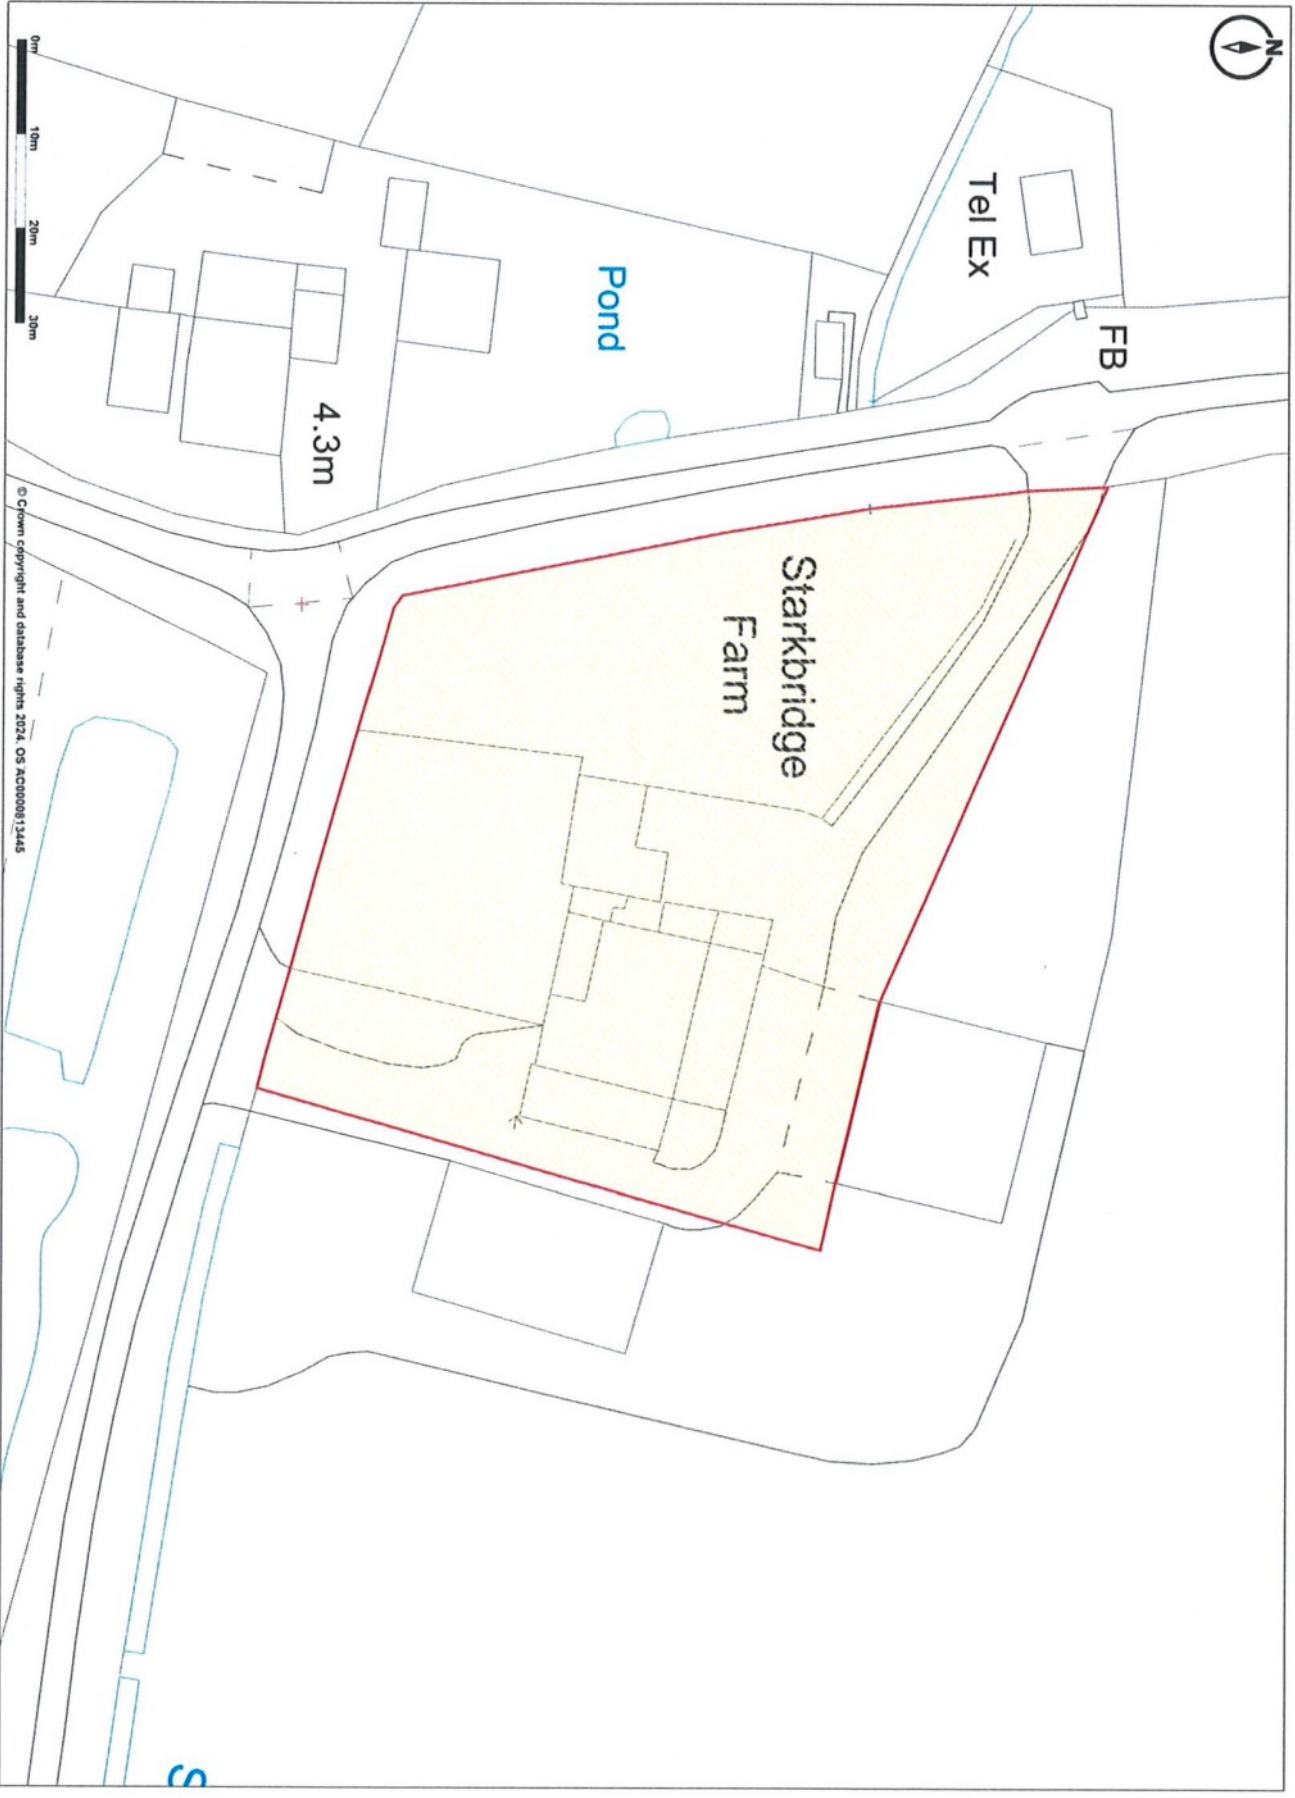 N
Tel Ex
FB
Pond
Starkbridge
Farm
4.3m
S
0m 10m 20m 30m
© Crown copyright and database rights 2024. OS AC0000813445